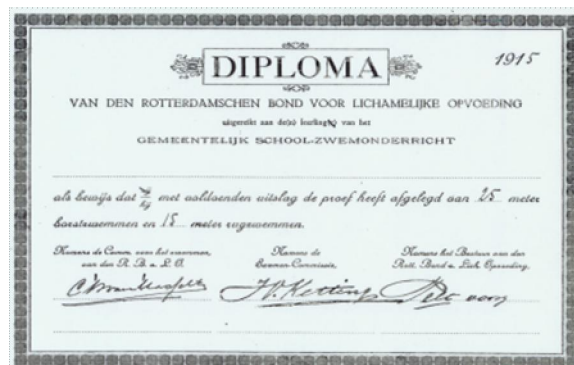 1915
DIPLOMA
VAN DEN ROTTERDAMSCHEN BOND VOOR LICHAMELIJKE OPVOEDING
uitgereikt aan de(n) leerling(e) van het
GEMEENTELIJK SCHOOL-ZWEMONDERRICHT
als bewijs dat zij hij met voldoenden uitslag de proef heeft afgelegd van 25 meter
borstzwemmen en 15 meter rugzwemmen.
Namens de Comm. voor het zwemmen, Namens de Namens het Bestuur van den
van den R. B. v. L. O. Examen-Commissie, Rott. Bond v. Lich. Opvoeding.